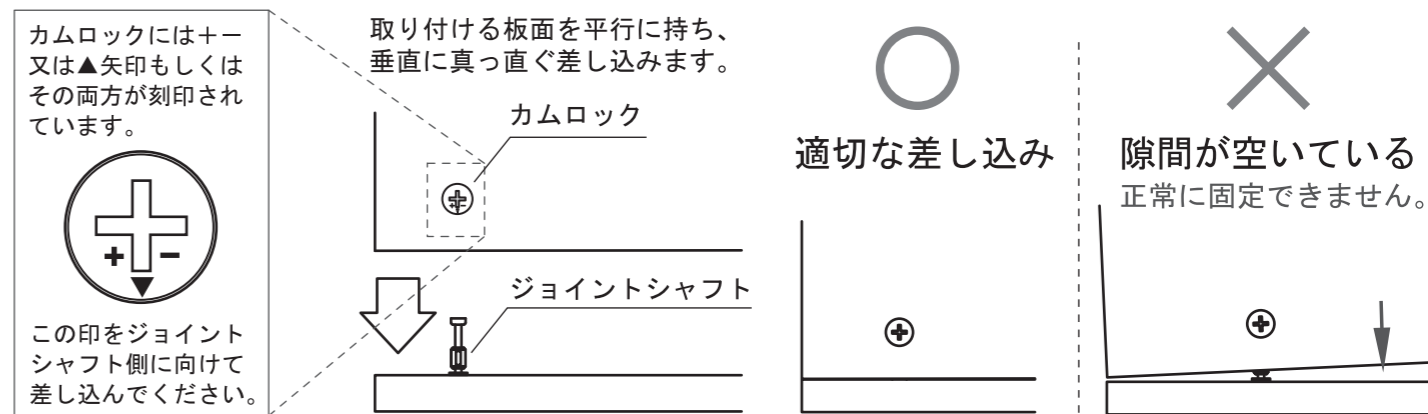 カムロックには＋－
又は▲矢印もしくは
その両方が刻印され
ています。
＋ －
この印をジョイント
シャフト側に向けて
差し込んでください。
取り付ける板面を平行に持ち、
垂直に真っ直ぐ差し込みます。
カムロック
ジョイントシャフト
適切な差し込み
隙間が空いている
正常に固定できません。